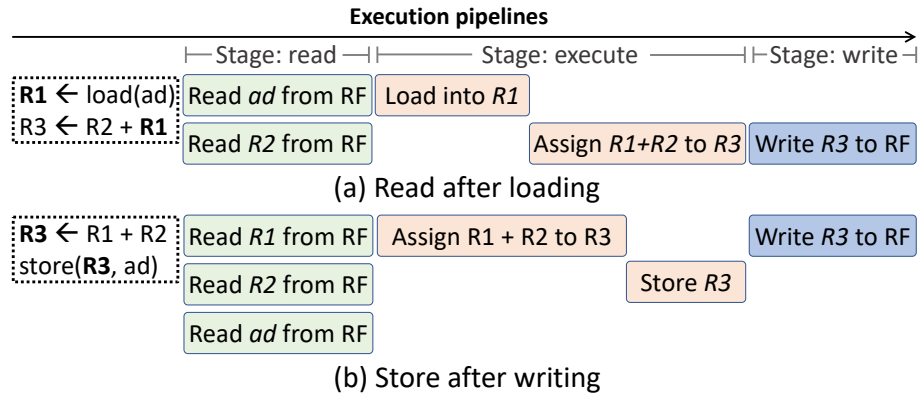 Execution pipelines
Stage: read Stage: execute Stage: write
R1 ← load(ad)
R3 ← R2 + R1
Read ad from RF Load into R1
Read R2 from RF Assign R1+R2 to R3 Write R3 to RF
(a) Read after loading
R3 ← R1 + R2
store(R3, ad)
Read R1 from RF Assign R1 + R2 to R3 Write R3 to RF
Read R2 from RF Store R3
Read ad from RF
(b) Store after writing